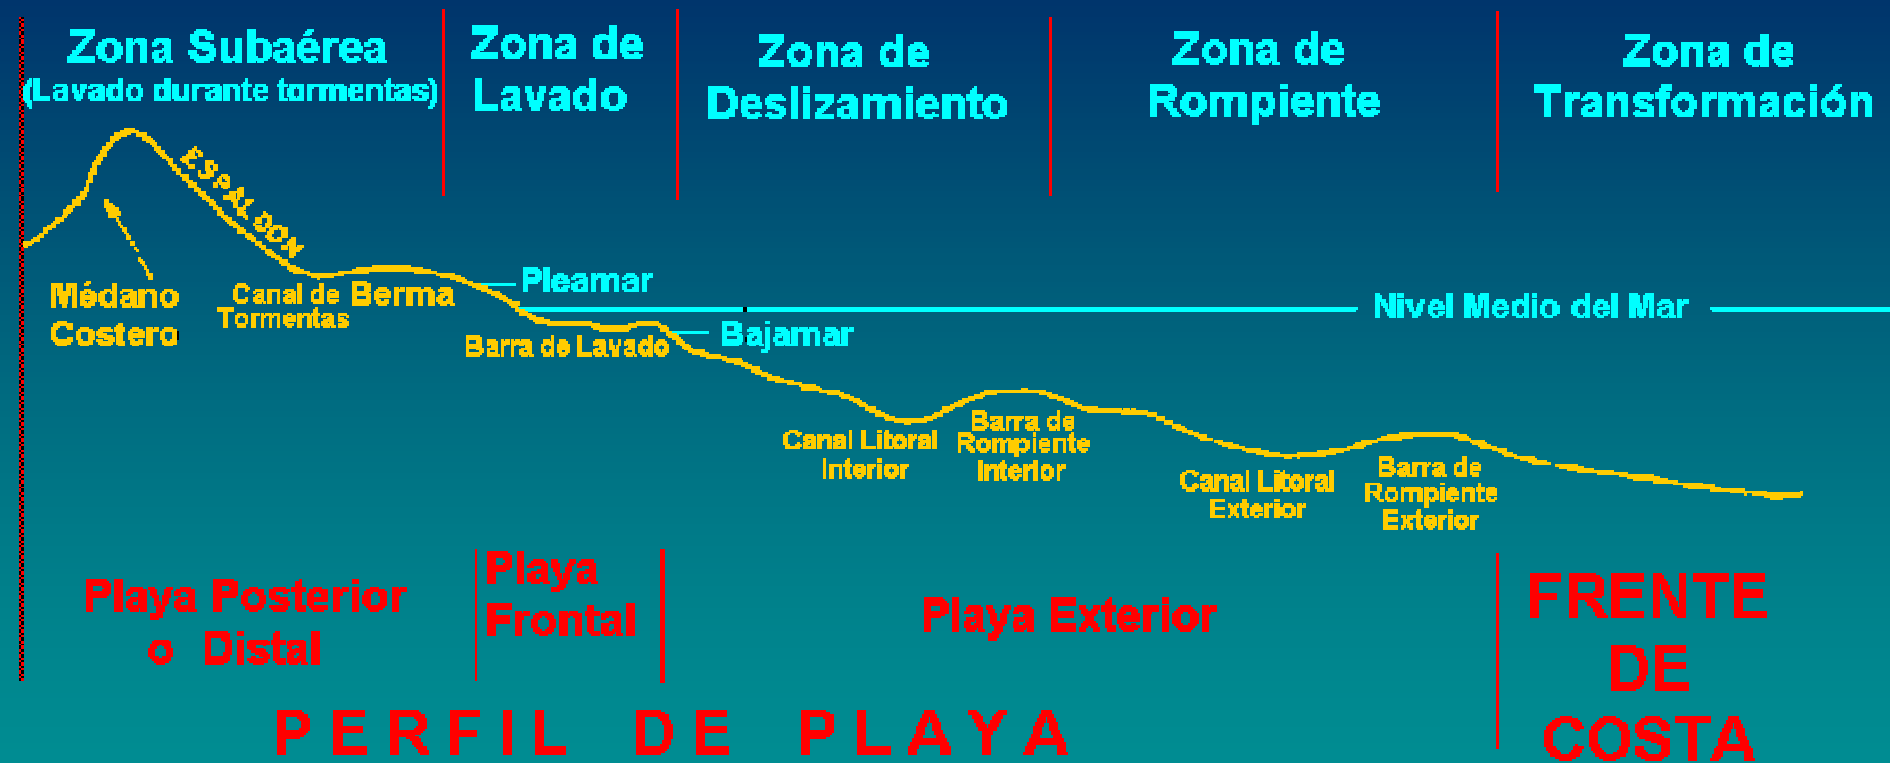 Zona Subaérea
(Lavado durante tormentas)
Zona de
Lavado
Zona de
Deslizamiento
Zona de
Rompiente
Zona de
Transformación
ESPALDON
Médano
Costero
Canal de
Tormentas
Berma
Pleamar
Nivel Medio del Mar
Barra de Lavado
Bajamar
Canal Litoral
Interior
Barra de
Rompiente
Interior
Canal Litoral
Exterior
Barra de
Rompiente
Exterior
Playa Posterior
o Distal
Playa
Frontal
Playa Exterior
FRENTE
DE
COSTA
PERFIL DE PLAYA